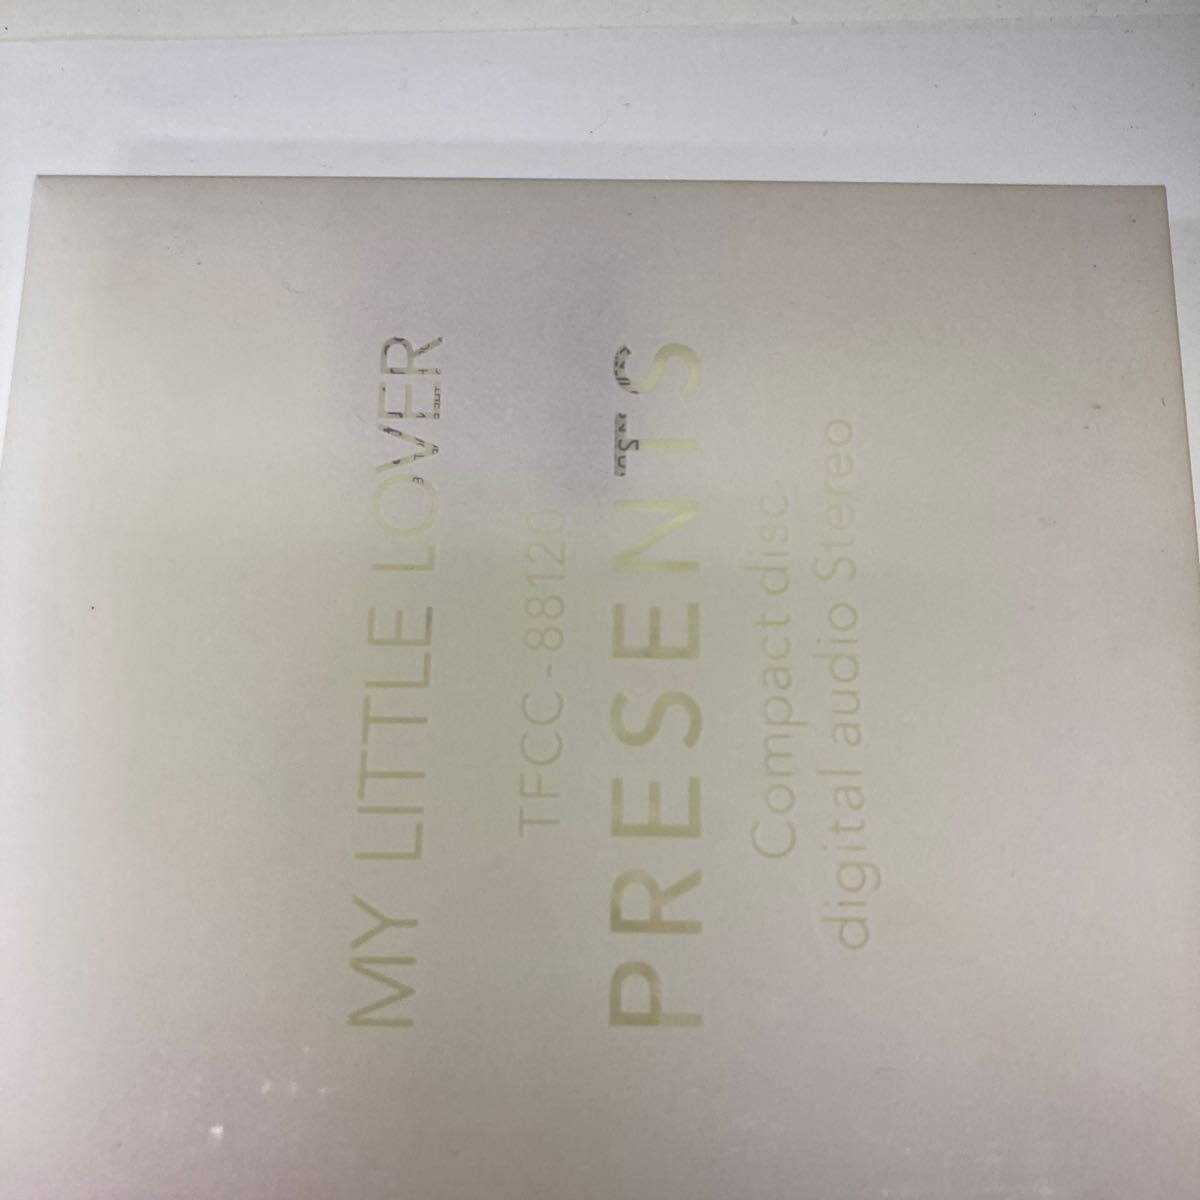 MY LITTLE LOVER
TFCC-88120
PRESENTS
Compact disc
digital audio Stereo